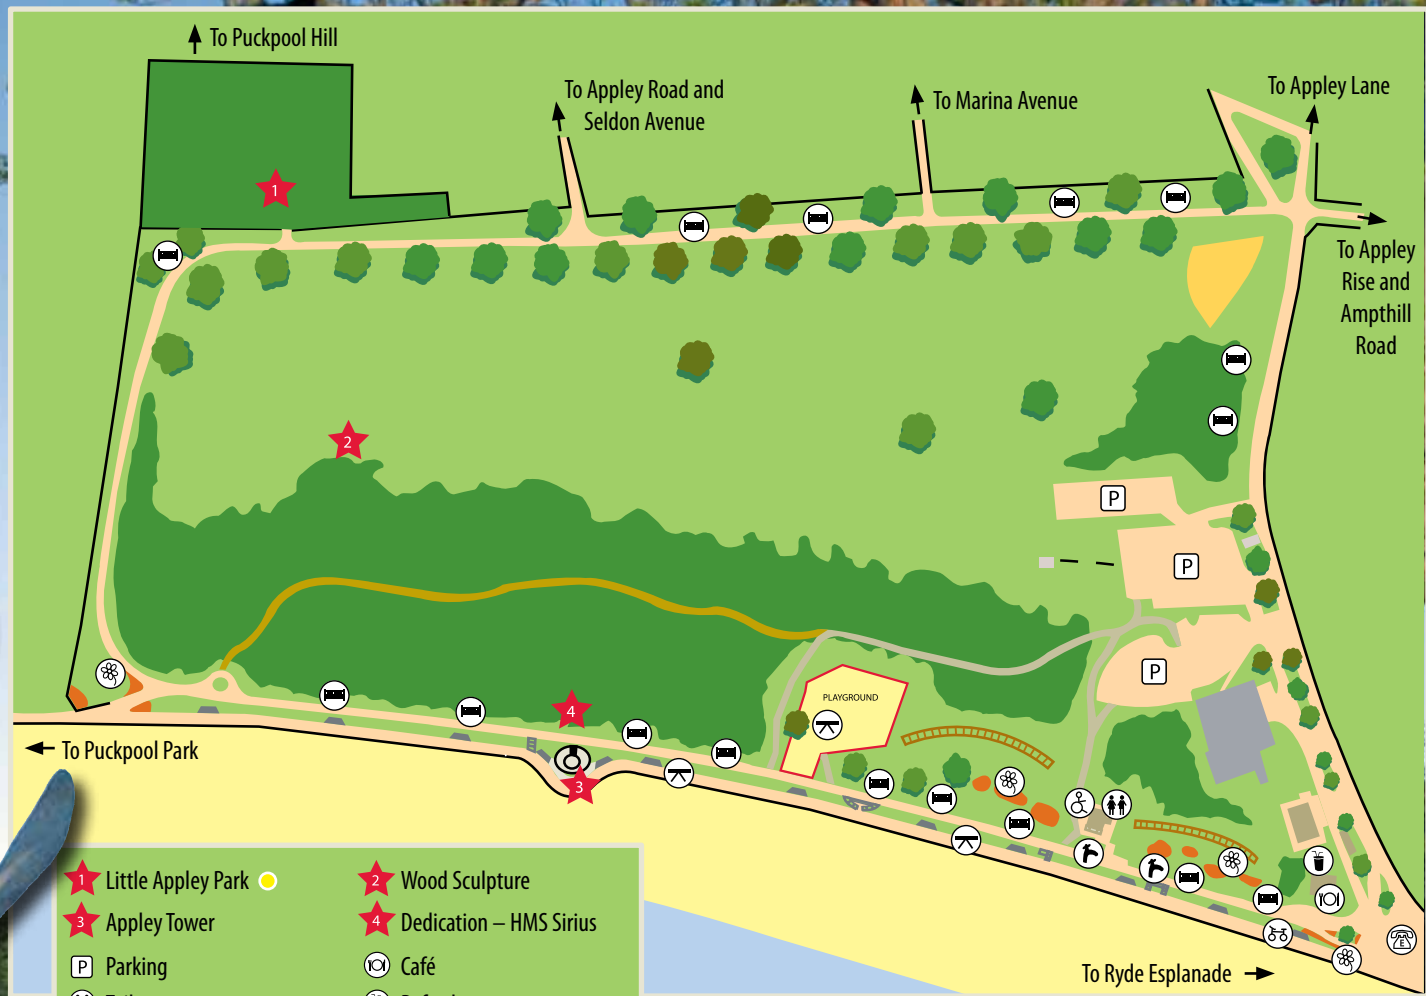 To Puckpool Hill
To Appley Road and
Seldon Avenue
To Marina Avenue
To Appley Lane
1
To Appley
Rise and
Ampthill
Road
2
P
P
P
PLAYGROUND
4
3
To Puckpool Park
E
To Ryde Esplanade
1 Little Appley Park
2 Wood Sculpture
3 Appley Tower
4 Dedication – HMS Sirius
P Parking
Café